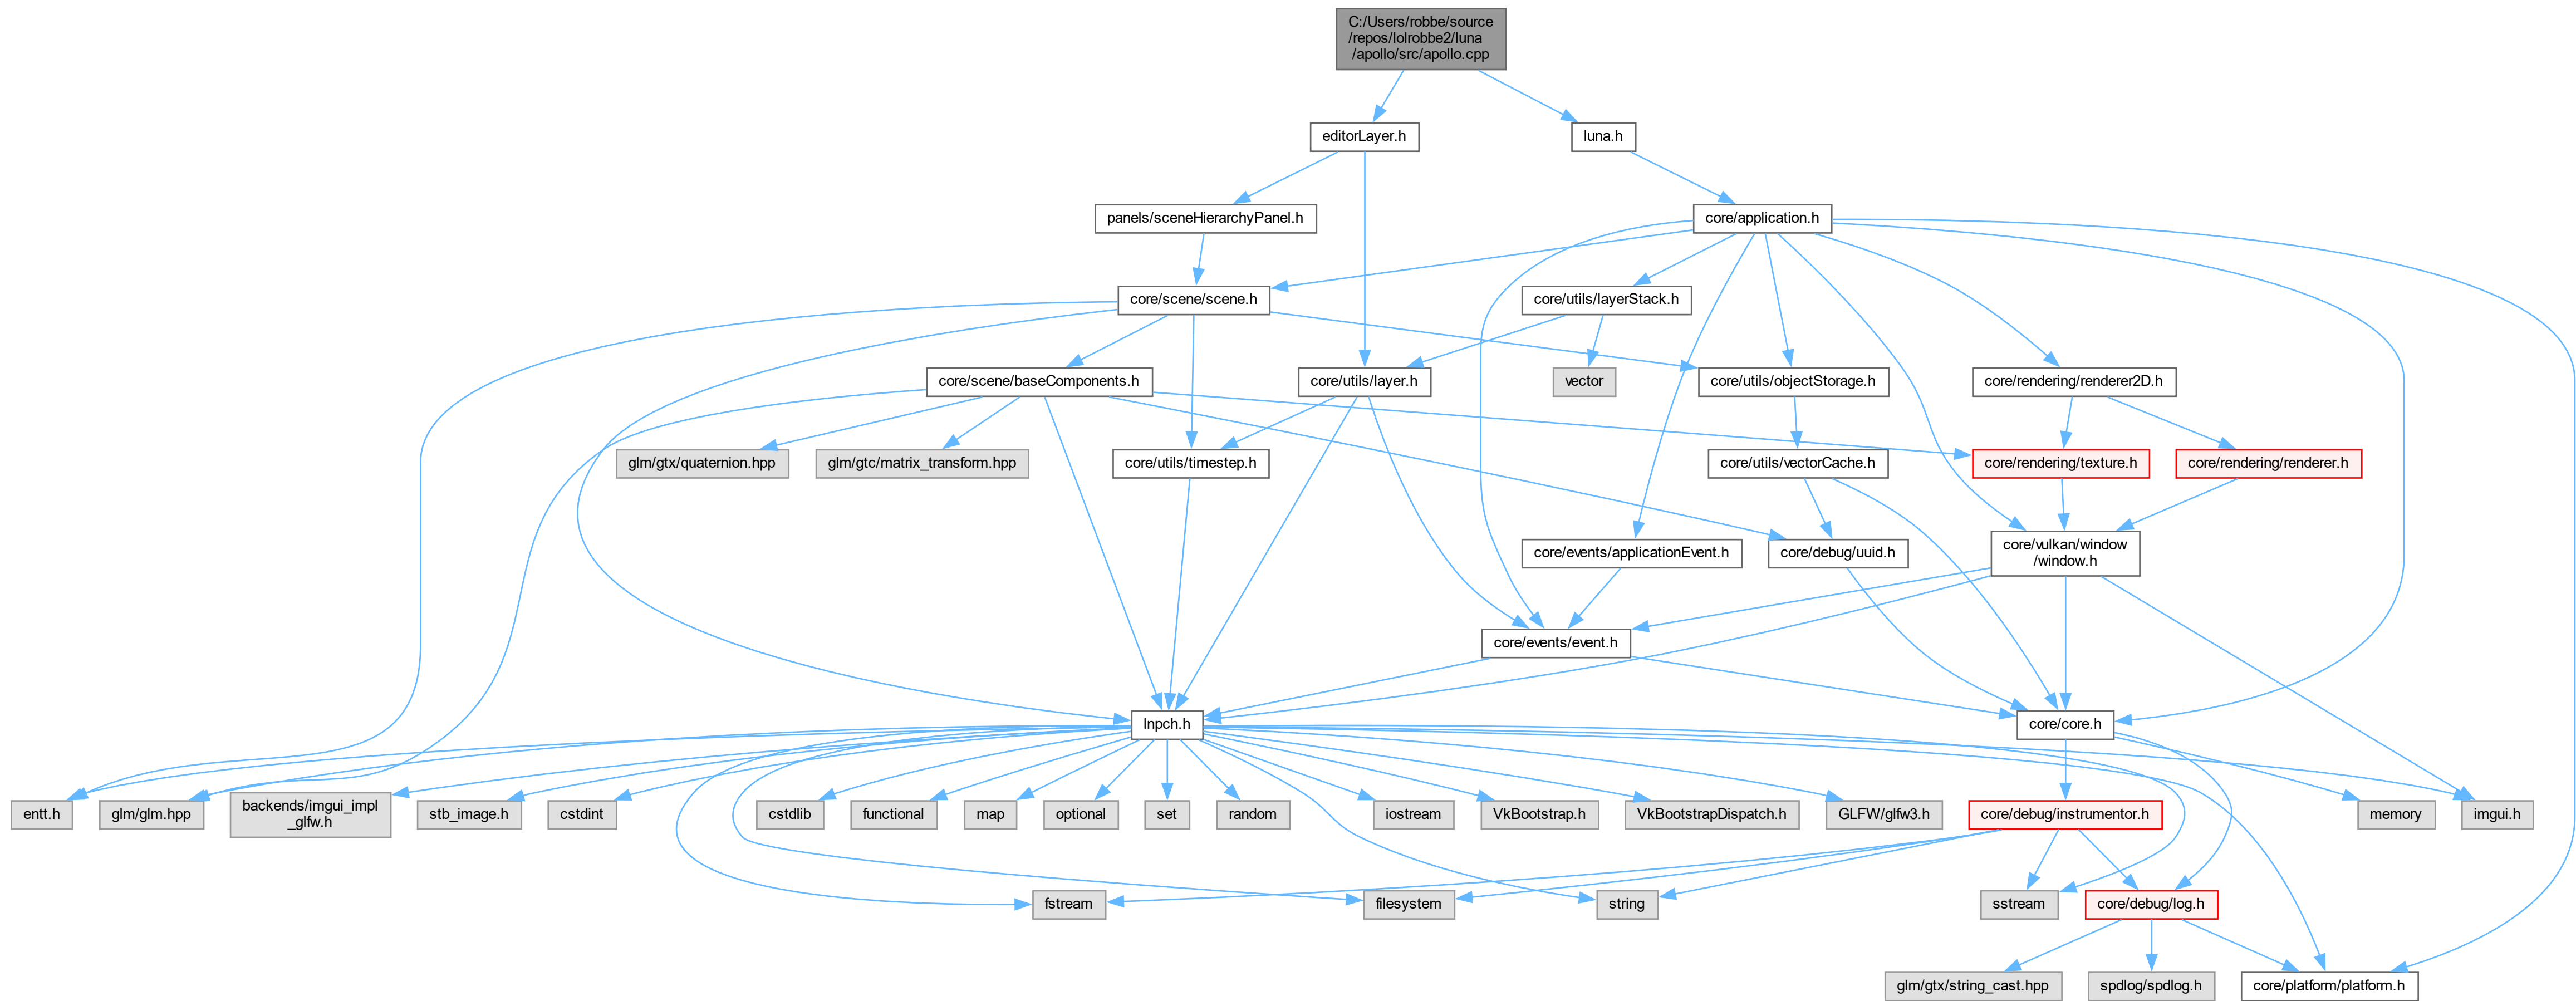 C:/Users/robbe/source
/repos/lolrobbe2/luna
/apollo/src/apollo.cpp
editorLayer.h
luna.h
panels/sceneHierarchyPanel.h
core/application.h
core/scene/scene.h
core/utils/layerStack.h
core/scene/baseComponents.h
core/utils/layer.h
vector
core/utils/objectStorage.h
core/rendering/renderer2D.h
glm/gtx/quaternion.hpp
glm/gtc/matrix_transform.hpp
core/utils/timestep.h
core/utils/vectorCache.h
core/rendering/texture.h
core/rendering/renderer.h
core/events/applicationEvent.h
core/debug/uuid.h
core/vulkan/window
/window.h
core/events/event.h
lnpch.h
core/core.h
entt.h
glm/glm.hpp
backends/imgui_impl
_glfw.h
stb_image.h
cstdint
cstdlib
functional
map
optional
set
random
iostream
VkBootstrap.h
VkBootstrapDispatch.h
GLFW/glfw3.h
core/debug/instrumentor.h
memory
imgui.h
fstream
filesystem
string
sstream
core/debug/log.h
glm/gtx/string_cast.hpp
spdlog/spdlog.h
core/platform/platform.h